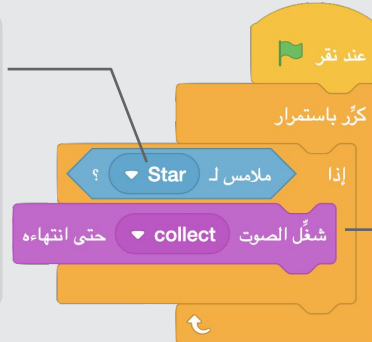 عند نقر
كرِّر باستمرار
إذا ملامس لـ Star ؟
شغِّل الصوت collect حتى انتهاءه